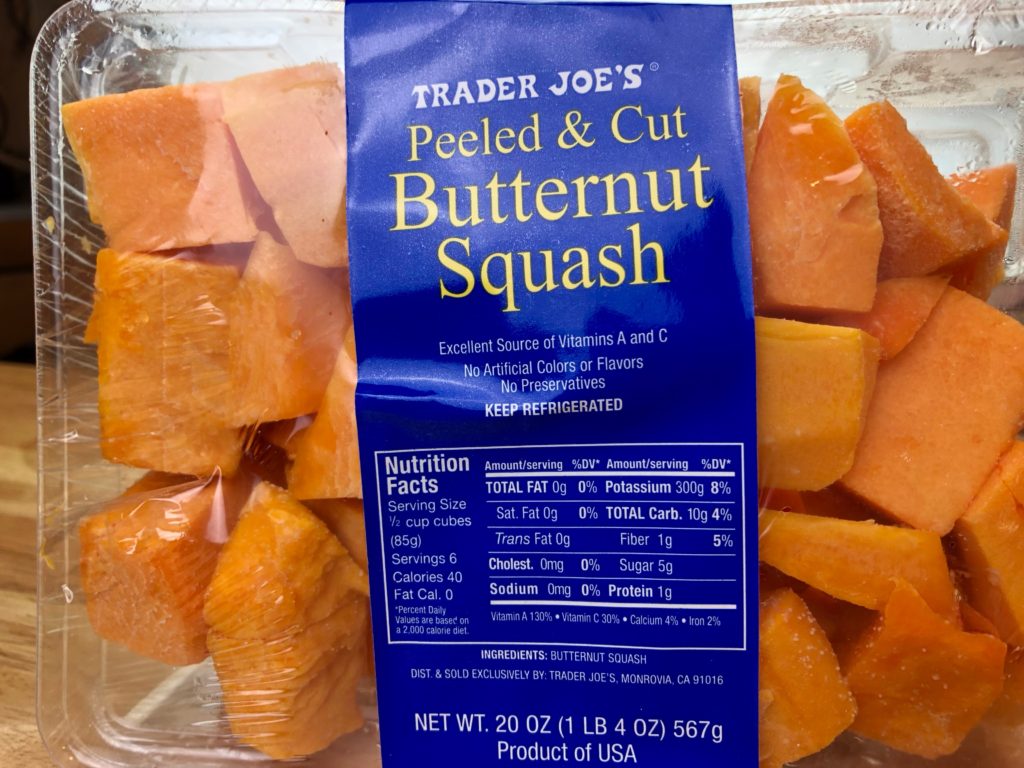 TRADER JOE'S®
Peeled & Cut
Butternut
Squash
Excellent Source of Vitamins A and C
No Artificial Colors or Flavors
No Preservatives
KEEP REFRIGERATED
Nutrition
Facts
Serving Size
½ cup cubes
(85g)
Servings 6
Calories 40
Fat Cal. 0
*Percent Daily
Values are based on
a 2,000 calorie diet.
Amount/serving %DV* Amount/serving %DV*
TOTAL FAT 0g 0% Potassium 300g 8%
Sat. Fat 0g 0% TOTAL Carb. 10g 4%
Trans Fat 0g Fiber 1g 5%
Cholest. 0mg 0% Sugar 5g
Sodium 0mg 0% Protein 1g
Vitamin A 130% • Vitamin C 30% • Calcium 4% • Iron 2%
INGREDIENTS: BUTTERNUT SQUASH
DIST. & SOLD EXCLUSIVELY BY: TRADER JOE'S, MONROVIA, CA 91016
NET WT. 20 OZ (1 LB 4 OZ) 567g
Product of USA